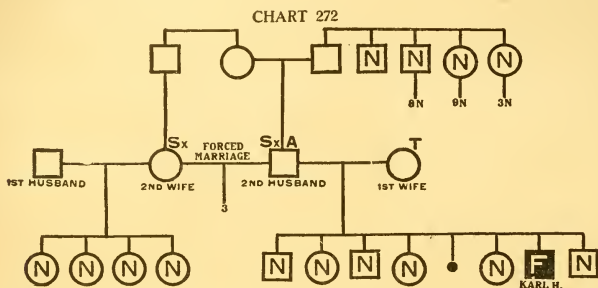 CHART 272
N N N N
8N 9N 3N
Sx FORCED MARRIAGE Sx A T
1ST HUSBAND 2ND WIFE 3 2ND HUSBAND 1ST WIFE
N N N N N N N N N F N
KARL H.